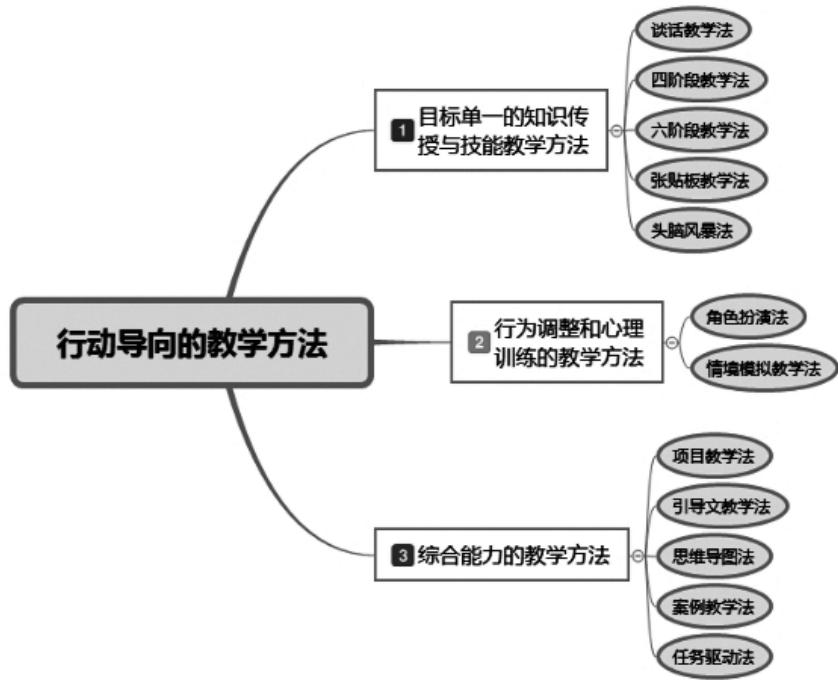 行动导向的教学方法
1 目标单一的知识传
授与技能教学方法
谈话教学法
四阶段教学法
六阶段教学法
张贴板教学法
头脑风暴法
2 行为调整和心理
训练的教学方法
角色扮演法
情境模拟教学法
3 综合能力的教学方法
项目教学法
引导文教学法
思维导图法
案例教学法
任务驱动法